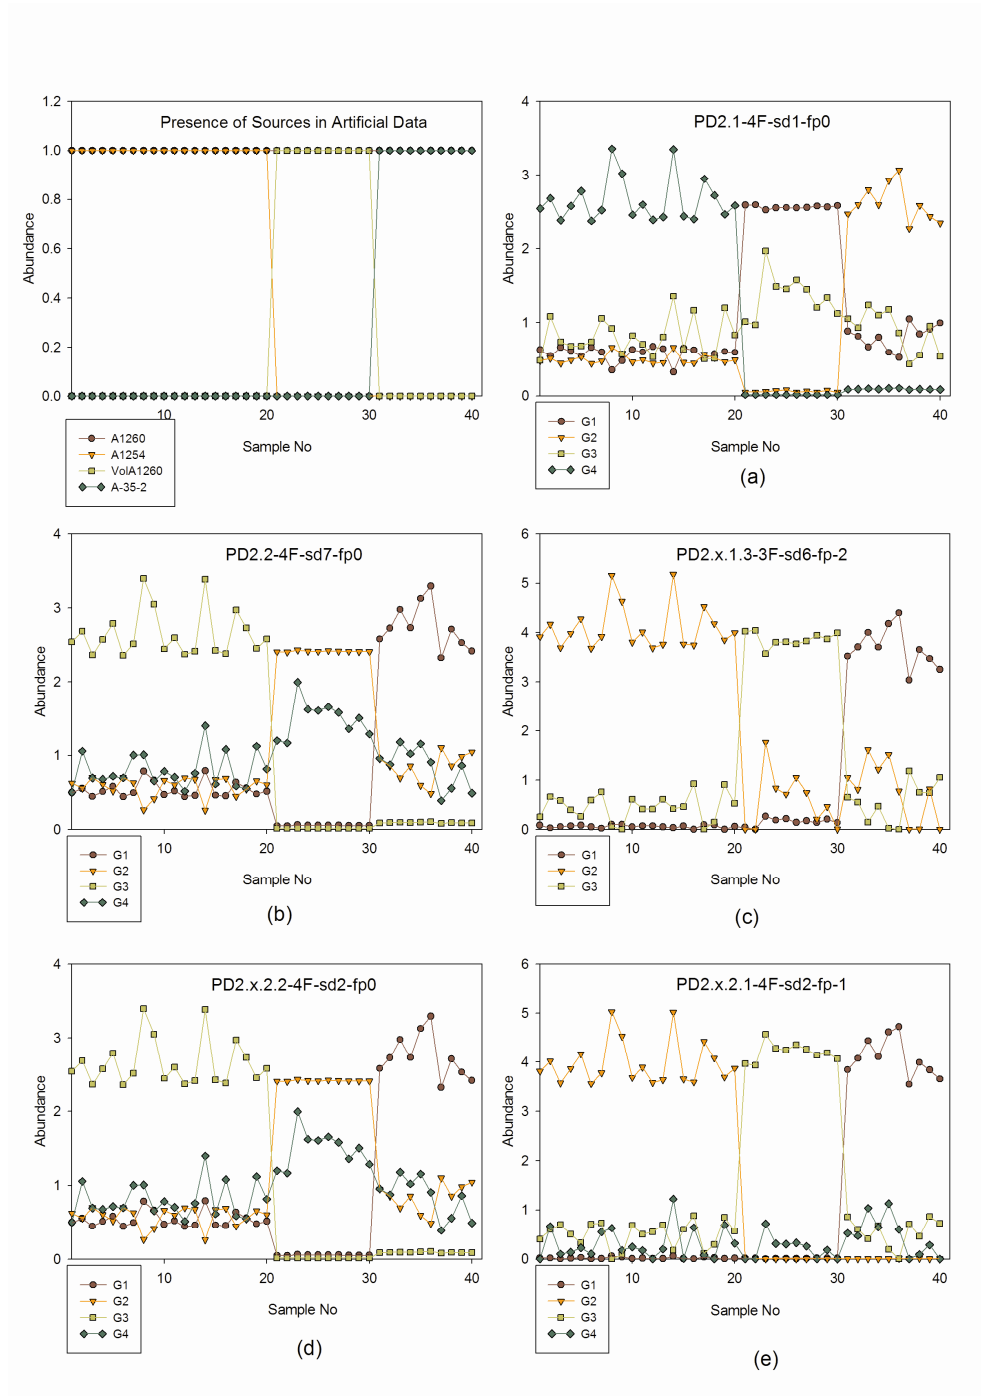 Presence of Sources in Artificial Data
1.2
1.0
0.8
0.6
0.4
0.2
0.0
Abundance
10
20
30
40
Sample No
A1260
A1254
VolA1260
A-35-2
PD2.1-4F-sd1-fp0
4
3
2
1
0
Abundance
10
20
30
40
Sample No
G1
G2
G3
G4
(a)
PD2.2-4F-sd7-fp0
4
3
2
1
0
Abundance
10
20
30
40
Sample No
G1
G2
G3
G4
(b)
PD2.x.1.3-3F-sd6-fp-2
6
5
4
3
2
1
0
Abundance
10
20
30
40
Sample No
G1
G2
G3
(c)
PD2.x.2.2-4F-sd2-fp0
4
3
2
1
0
Abundance
10
20
30
40
Sample No
G1
G2
G3
G4
(d)
PD2.x.2.1-4F-sd2-fp-1
6
5
4
3
2
1
0
Abundance
10
20
30
40
Sample No
G1
G2
G3
G4
(e)